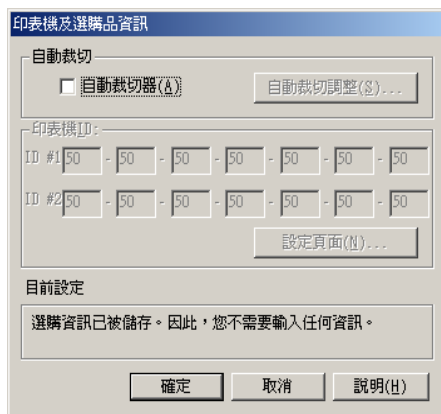 印表機及選購品資訊
自動裁切
自動裁切器(A)
自動裁切調整(S)...
印表機ID:
ID #1 50 - 50 - 50 - 50 - 50 - 50 - 50
ID #2 50 - 50 - 50 - 50 - 50 - 50 - 50
設定頁面(N)...
目前設定
選購資訊已被儲存。因此，您不需要輸入任何資訊。
確定 取消 說明(H)